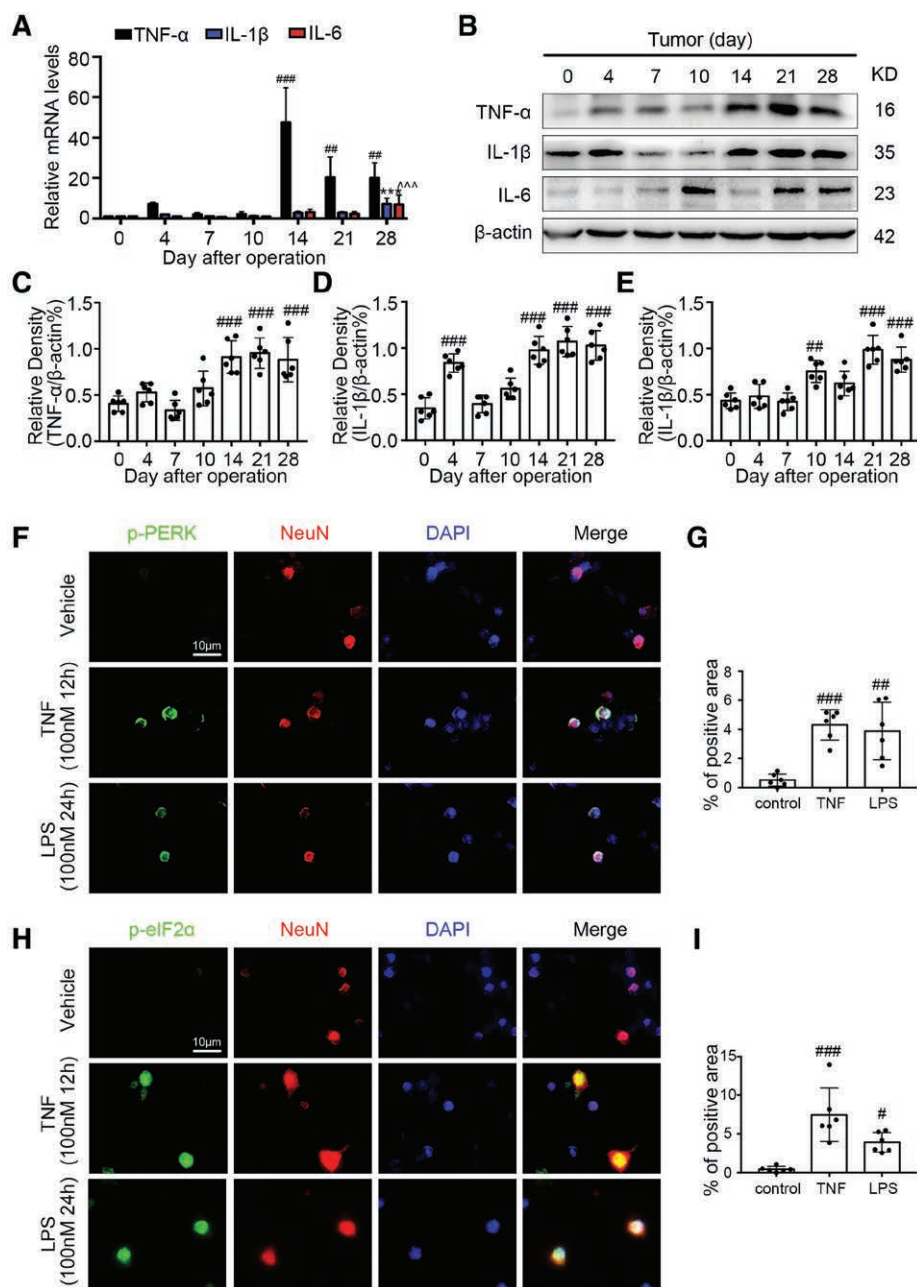 A
TNF-α IL-1β IL-6
Relative mRNA levels
80
60
40
20
0
###
##
##
***
^^^
0 4 7 10 14 21 28
Day after operation
B
Tumor (day)
0 4 7 10 14 21 28 KD
TNF-α 16
IL-1β 35
IL-6 23
β-actin 42
C
Relative Density
(TNF-α/β-actin%)
1.5
1.0
0.5
0.0
### ### ###
0 4 7 10 14 21 28
Day after operation
D
Relative Density
(IL-1β/β-actin%)
1.5
1.0
0.5
0.0
### ### ### ###
0 4 7 10 14 21 28
Day after operation
E
Relative Density
(IL-1β/β-actin%)
1.5
1.0
0.5
0.0
## ### ###
0 4 7 10 14 21 28
Day after operation
F
p-PERK NeuN DAPI Merge
Vehicle
10μm
TNF
(100nM 12h)
LPS
(100nM 24h)
G
% of positive area
8
6
4
2
0
### ##
control TNF LPS
H
p-eIF2α NeuN DAPI Merge
Vehicle
10μm
TNF
(100nM 12h)
LPS
(100nM 24h)
I
% of positive area
15
10
5
0
### #
control TNF LPS